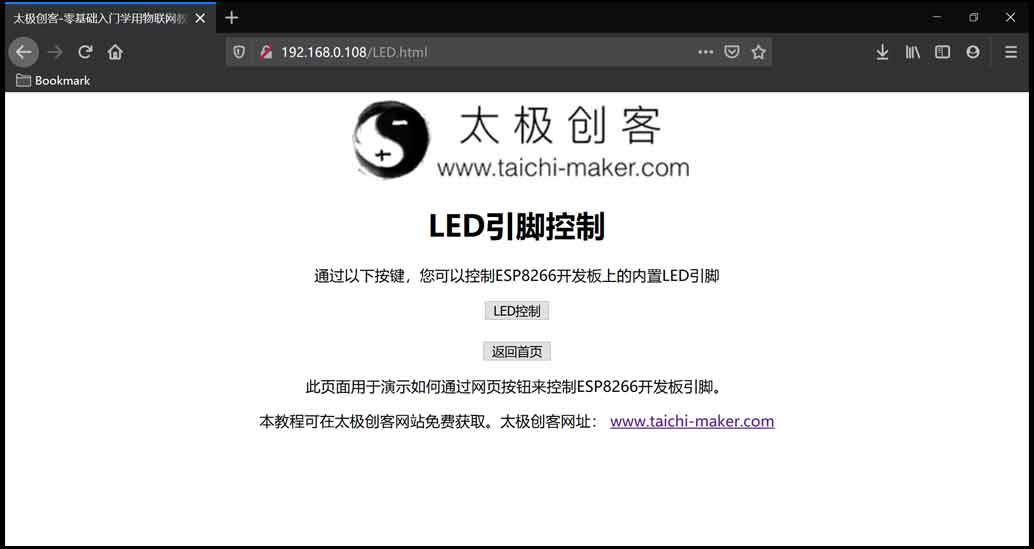 太极创客-零基础入门学用物联网
192.168.0.108/LED.html
Bookmark
太极创客
www.taichi-maker.com
LED引脚控制
通过以下按键，您可以控制ESP8266开发板上的内置LED引脚
LED控制
返回首页
此页面用于演示如何通过网页按钮来控制ESP8266开发板引脚。
本教程可在太极创客网站免费获取。太极创客网址： www.taichi-maker.com